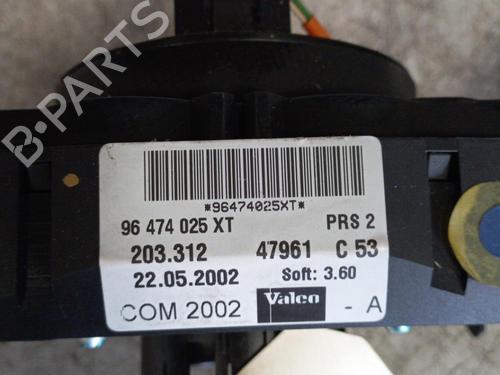 B-PARTS
*96474025XT*
96 474 025 XT PRS 2
203.312 47961 C 53
22.05.2002 Soft: 3.60
COM 2002 Valeo - A